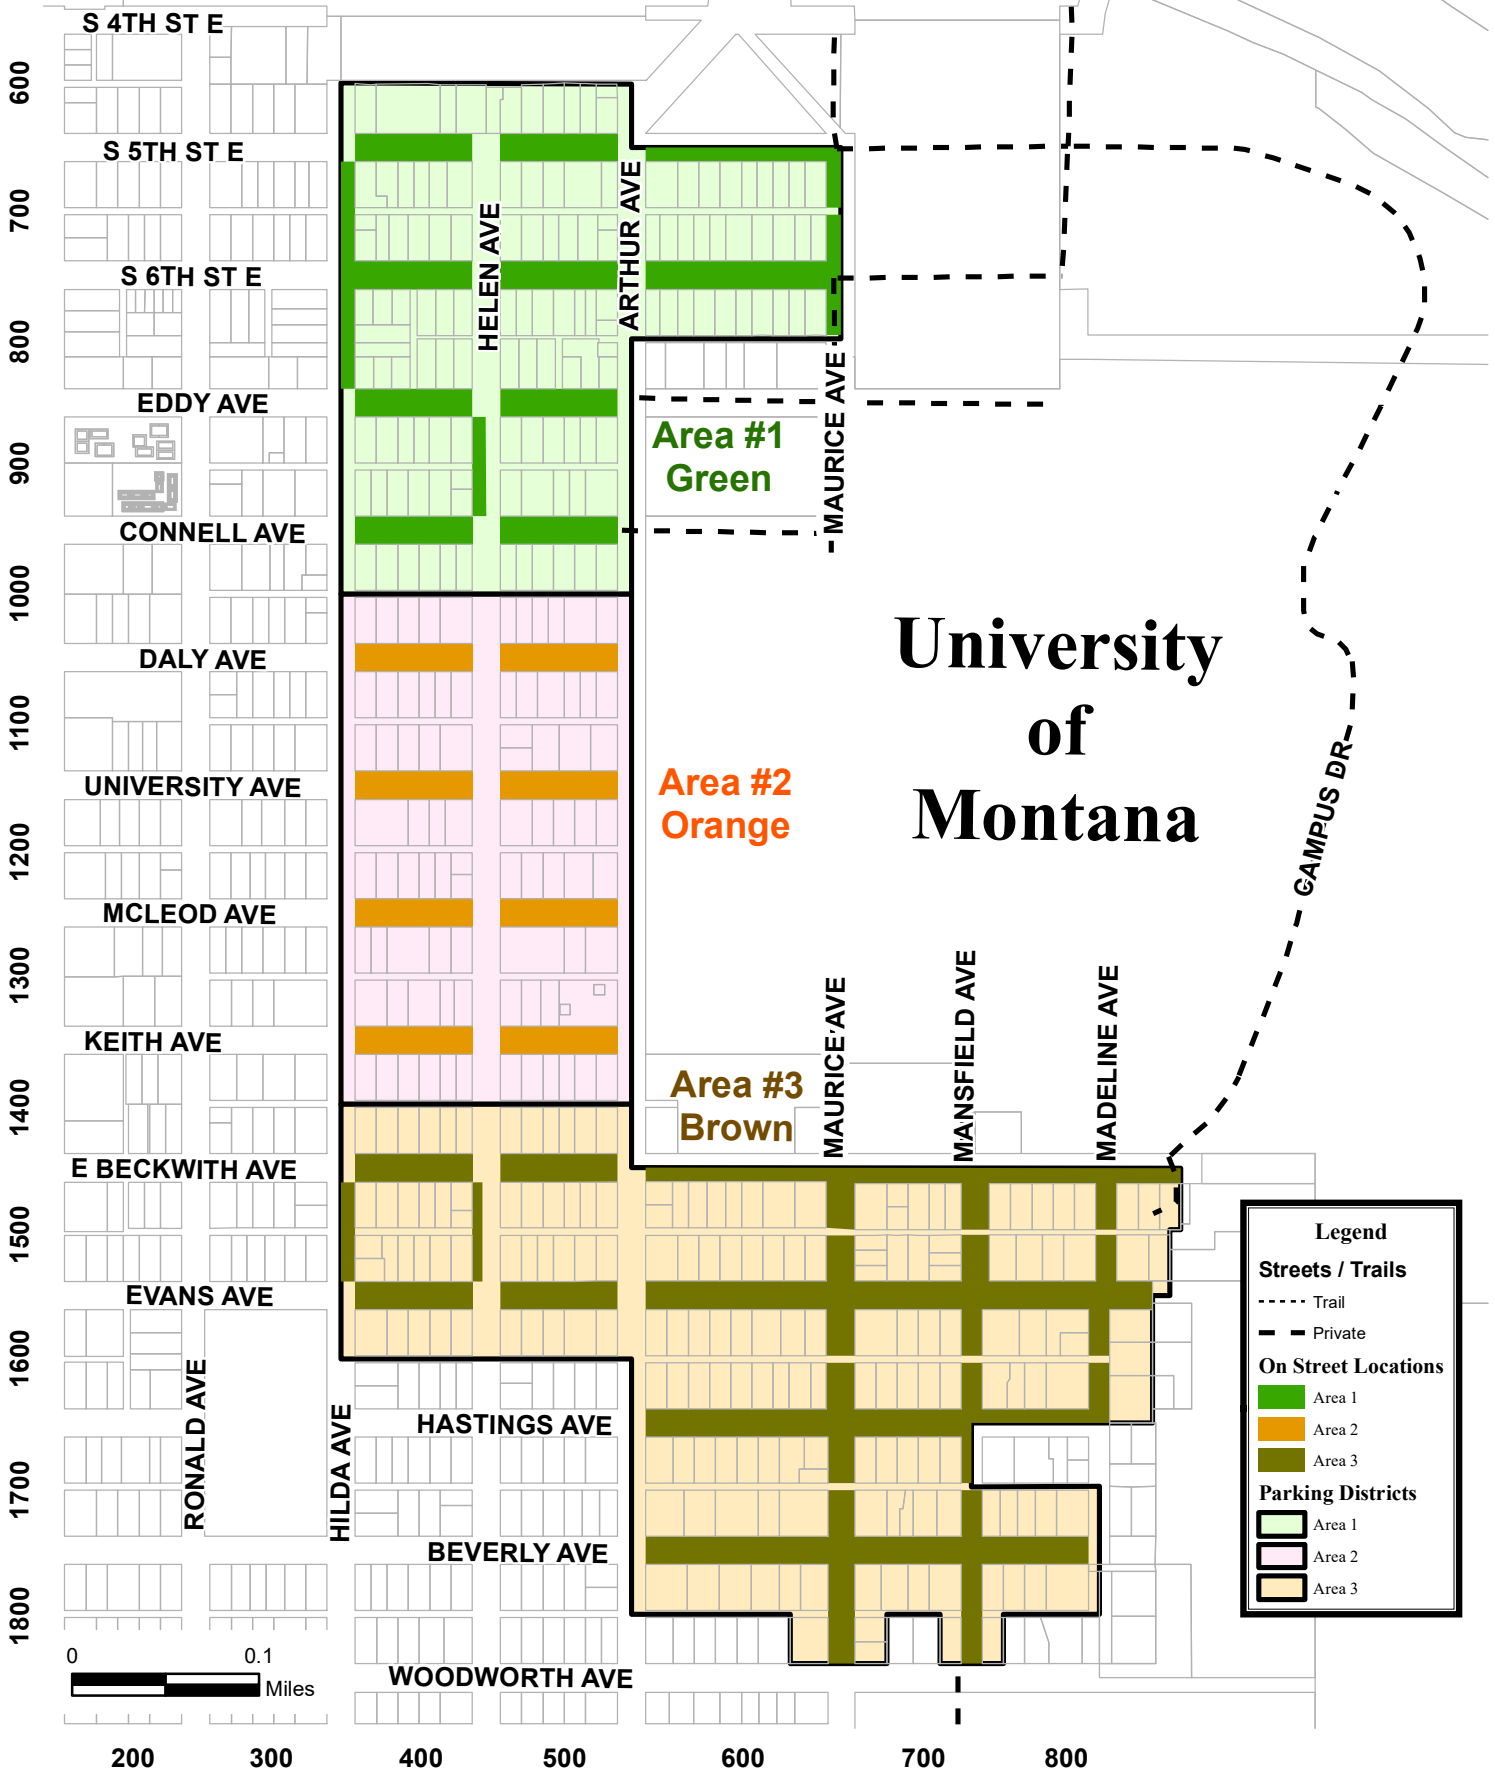 S 4TH ST E
600
S 5TH ST E
700
S 6TH ST E
HELEN AVE
ARTHUR AVE
800
EDDY AVE
MAURICE AVE
Area #1
Green
900
CONNELL AVE
1000
DALY AVE
University
of
Montana
1100
UNIVERSITY AVE
Area #2
Orange
CAMPUS DR
1200
MCLEOD AVE
1300
KEITH AVE
MAURICE AVE
MANSFIELD AVE
MADELINE AVE
Area #3
Brown
1400
E BECKWITH AVE
1500
EVANS AVE
1600
RONALD AVE
HILDA AVE
HASTINGS AVE
1700
BEVERLY AVE
1800
WOODWORTH AVE
Legend
Streets / Trails
Trail
Private
On Street Locations
Area 1
Area 2
Area 3
Parking Districts
Area 1
Area 2
Area 3
0 0.1
Miles
200 300 400 500 600 700 800